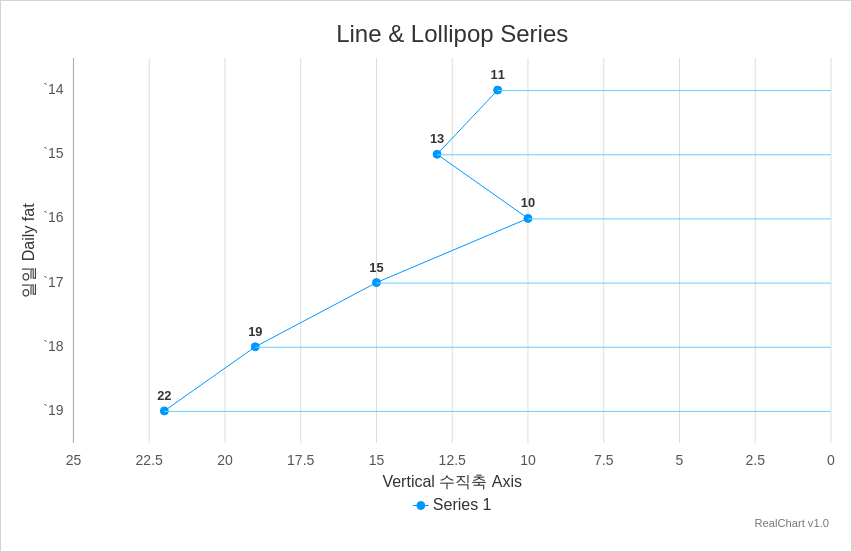 Line & Lollipop Series
일일 Daily fat
`14
`15
`16
`17
`18
`19
11
13
10
15
19
22
25 22.5 20 17.5 15 12.5 10 7.5 5 2.5 0
Vertical 수직축 Axis
Series 1
RealChart v1.0